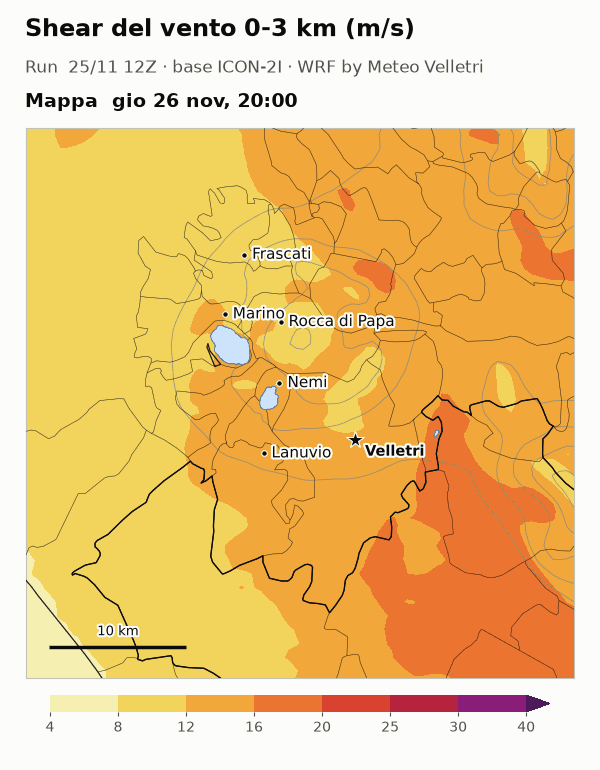 Shear del vento 0-3 km (m/s)
Run  25/11 12Z · base ICON-2I · WRF by Meteo Velletri
Mappa  gio 26 nov, 20:00
Frascati
Marino
Rocca di Papa
Nemi
Velletri
Lanuvio
10 km
4 8 12 16 20 25 30 40